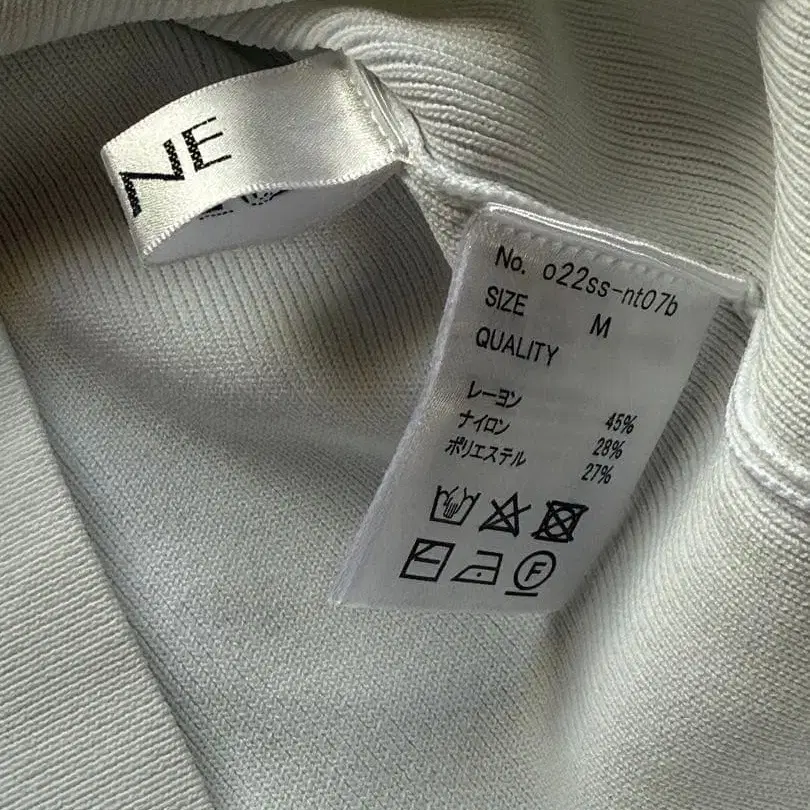 NE
No. o22ss-nt07b
SIZE M
QUALITY
レーヨン 45%
ナイロン 28%
ポリエステル 27%
F